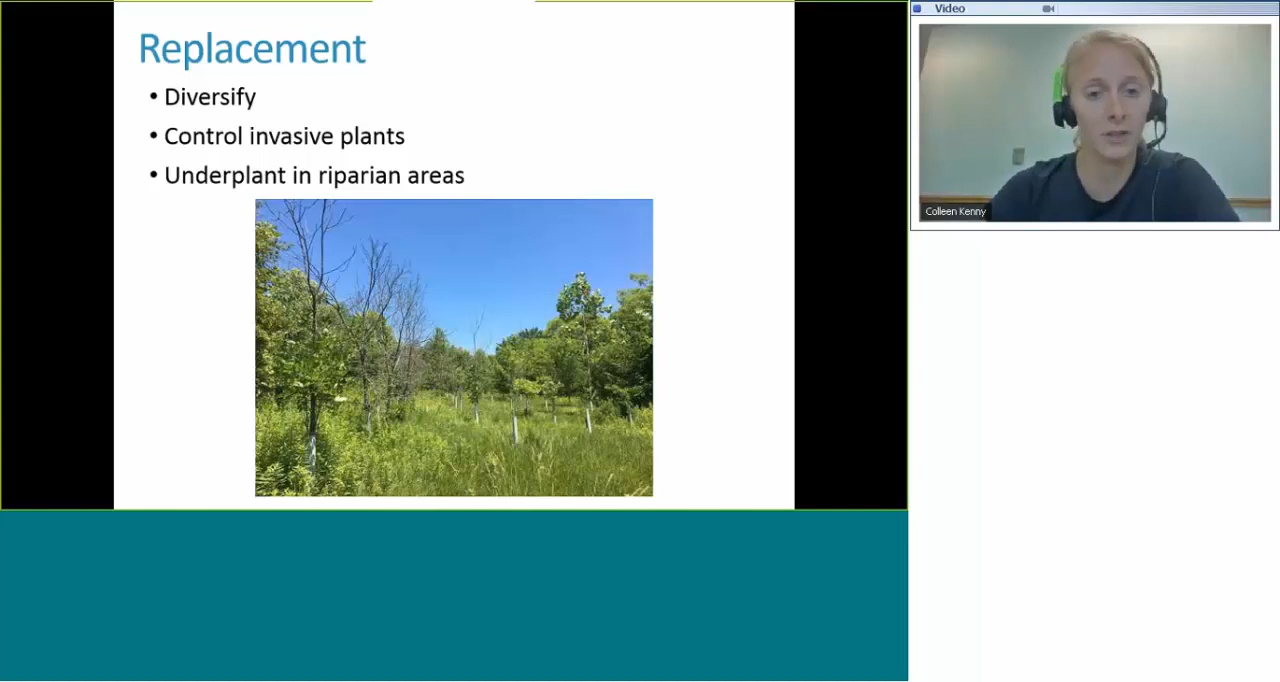 Replacement
• Diversify
• Control invasive plants
• Underplant in riparian areas
Video
Colleen Kenny